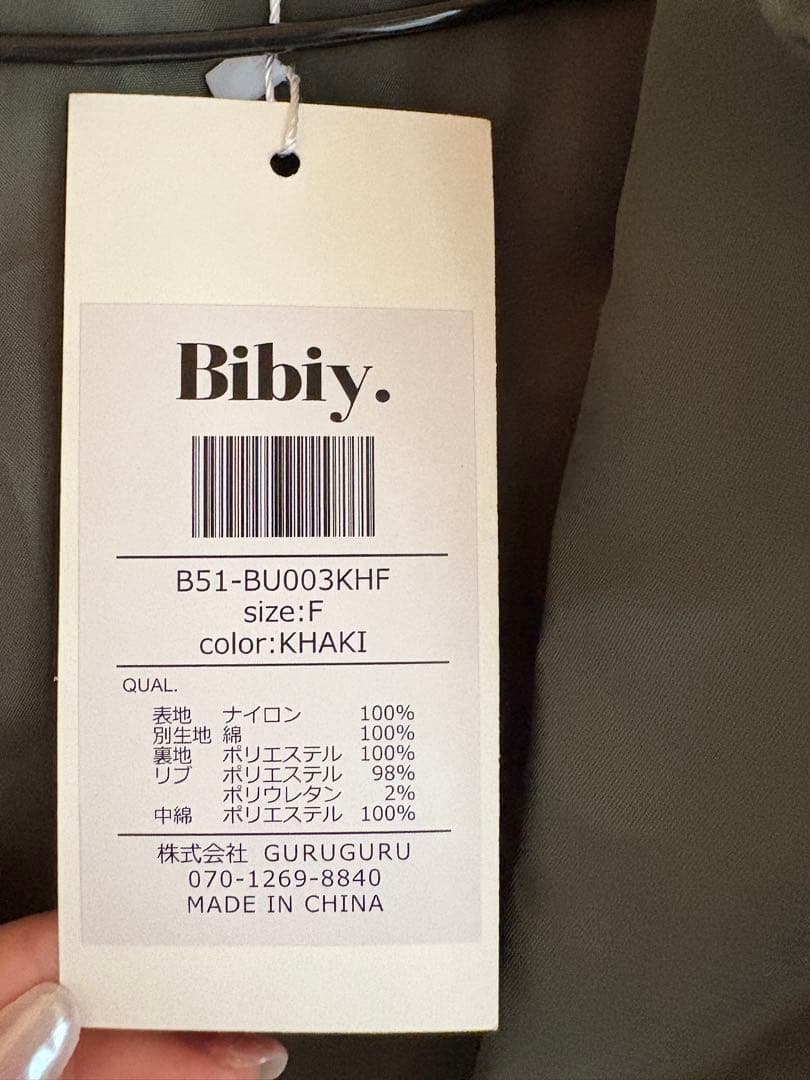 Bibiy.
B51-BU003KHF
size:F
color:KHAKI
QUAL.
表地 ナイロン 100%
別生地 綿 100%
裏地 ポリエステル 100%
リブ ポリエステル 98%
ポリウレタン 2%
中綿 ポリエステル 100%
株式会社 GURUGURU
070-1269-8840
MADE IN CHINA